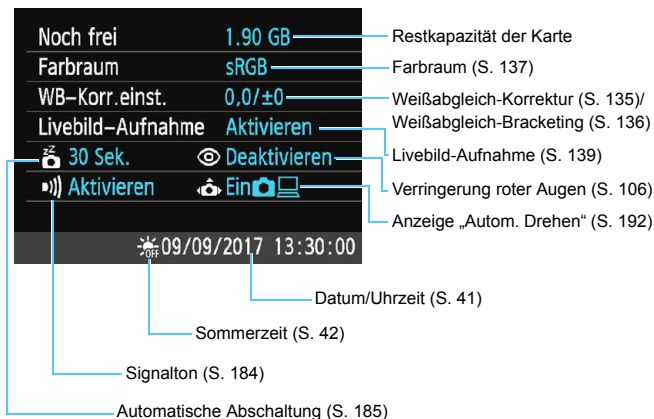 Noch frei 1.90 GB
Restkapazität der Karte
Farbraum sRGB
Farbraum (S. 137)
WB-Korr.einst. 0,0/±0
Weißabgleich-Korrektur (S. 135)/
Weißabgleich-Bracketing (S. 136)
Livebild-Aufnahme Aktivieren
Livebild-Aufnahme (S. 139)
30 Sek. Deaktivieren
Verringerung roter Augen (S. 106)
Aktivieren Ein
Anzeige „Autom. Drehen“ (S. 192)
OFF 09/09/2017 13:30:00
Datum/Uhrzeit (S. 41)
Sommerzeit (S. 42)
Signalton (S. 184)
Automatische Abschaltung (S. 185)